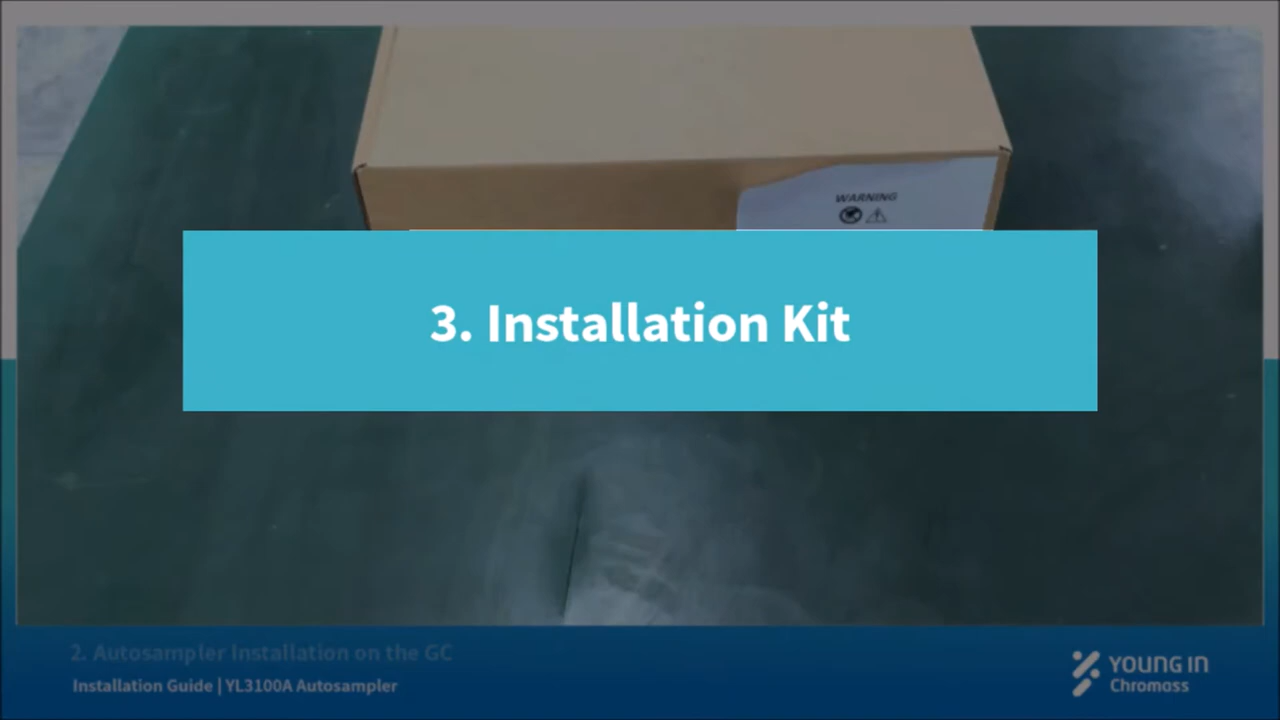 WARNING
3. Installation Kit
2. Autosampler Installation on the GC
Installation Guide | YL3100A Autosampler
YOUNG IN
Chromass